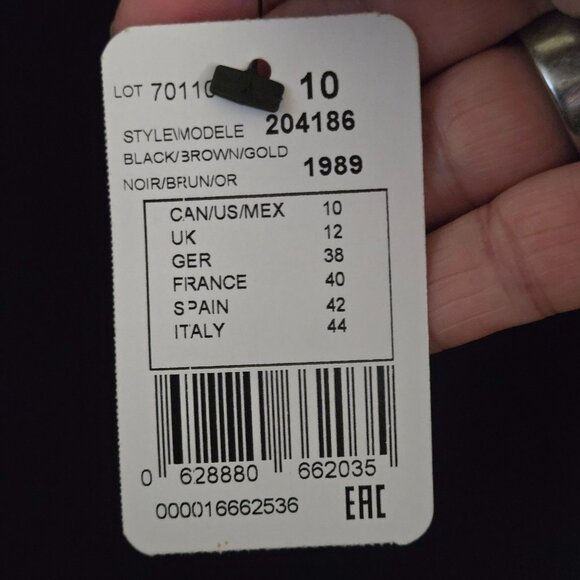 LOT 70110 10
STYLE\MODELE 204186
BLACK/BROWN/GOLD
NOIR/BRUN/OR 1989
CAN/US/MEX 10
UK 12
GER 38
FRANCE 40
SPAIN 42
ITALY 44
0 628880 662035
000016662536 EAC